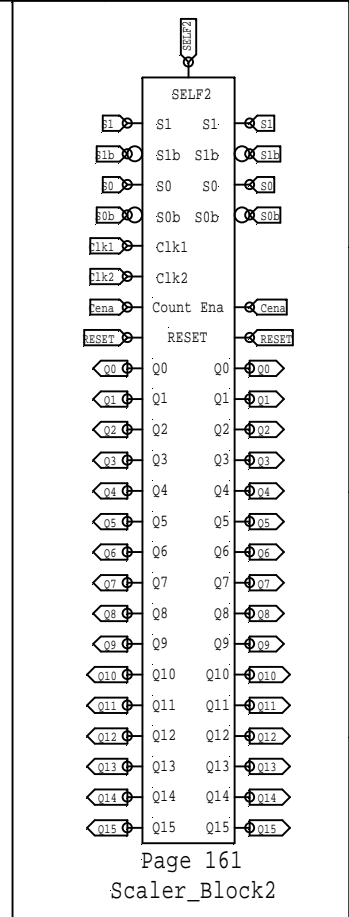 SELF2
SELF2
S1 S1 S1 S1
S1b S1b S1b S1b
S0 S0 S0 S0
S0b S0b S0b S0b
Clk1 Clk1
Clk2 Clk2
Cena Count Ena Cena
RESET RESET RESET
Q0 Q0 Q0 Q0
Q1 Q1 Q1 Q1
Q2 Q2 Q2 Q2
Q3 Q3 Q3 Q3
Q4 Q4 Q4 Q4
Q5 Q5 Q5 Q5
Q6 Q6 Q6 Q6
Q7 Q7 Q7 Q7
Q8 Q8 Q8 Q8
Q9 Q9 Q9 Q9
Q10 Q10 Q10 Q10
Q11 Q11 Q11 Q11
Q12 Q12 Q12 Q12
Q13 Q13 Q13 Q13
Q14 Q14 Q14 Q14
Q15 Q15 Q15 Q15
Page 161
Scaler_Block2